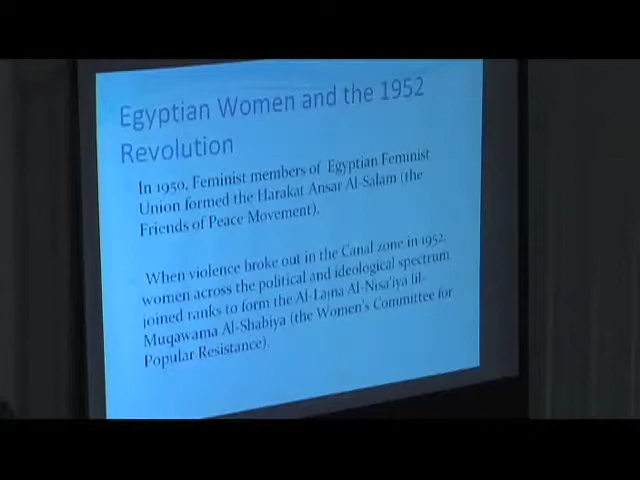 Egyptian Women and the 1952
Revolution
In 1950, Feminist members of Egyptian Feminist
Union formed the Harakat Ansar Al-Salam (the
Friends of Peace Movement).
When violence broke out in the Canal zone in 1952,
women across the political and ideological spectrum
joined ranks to form the Al-Lajna Al-Nisa'iya lil-
Muqawama Al-Shabiya (the Women's Committee for
Popular Resistance).